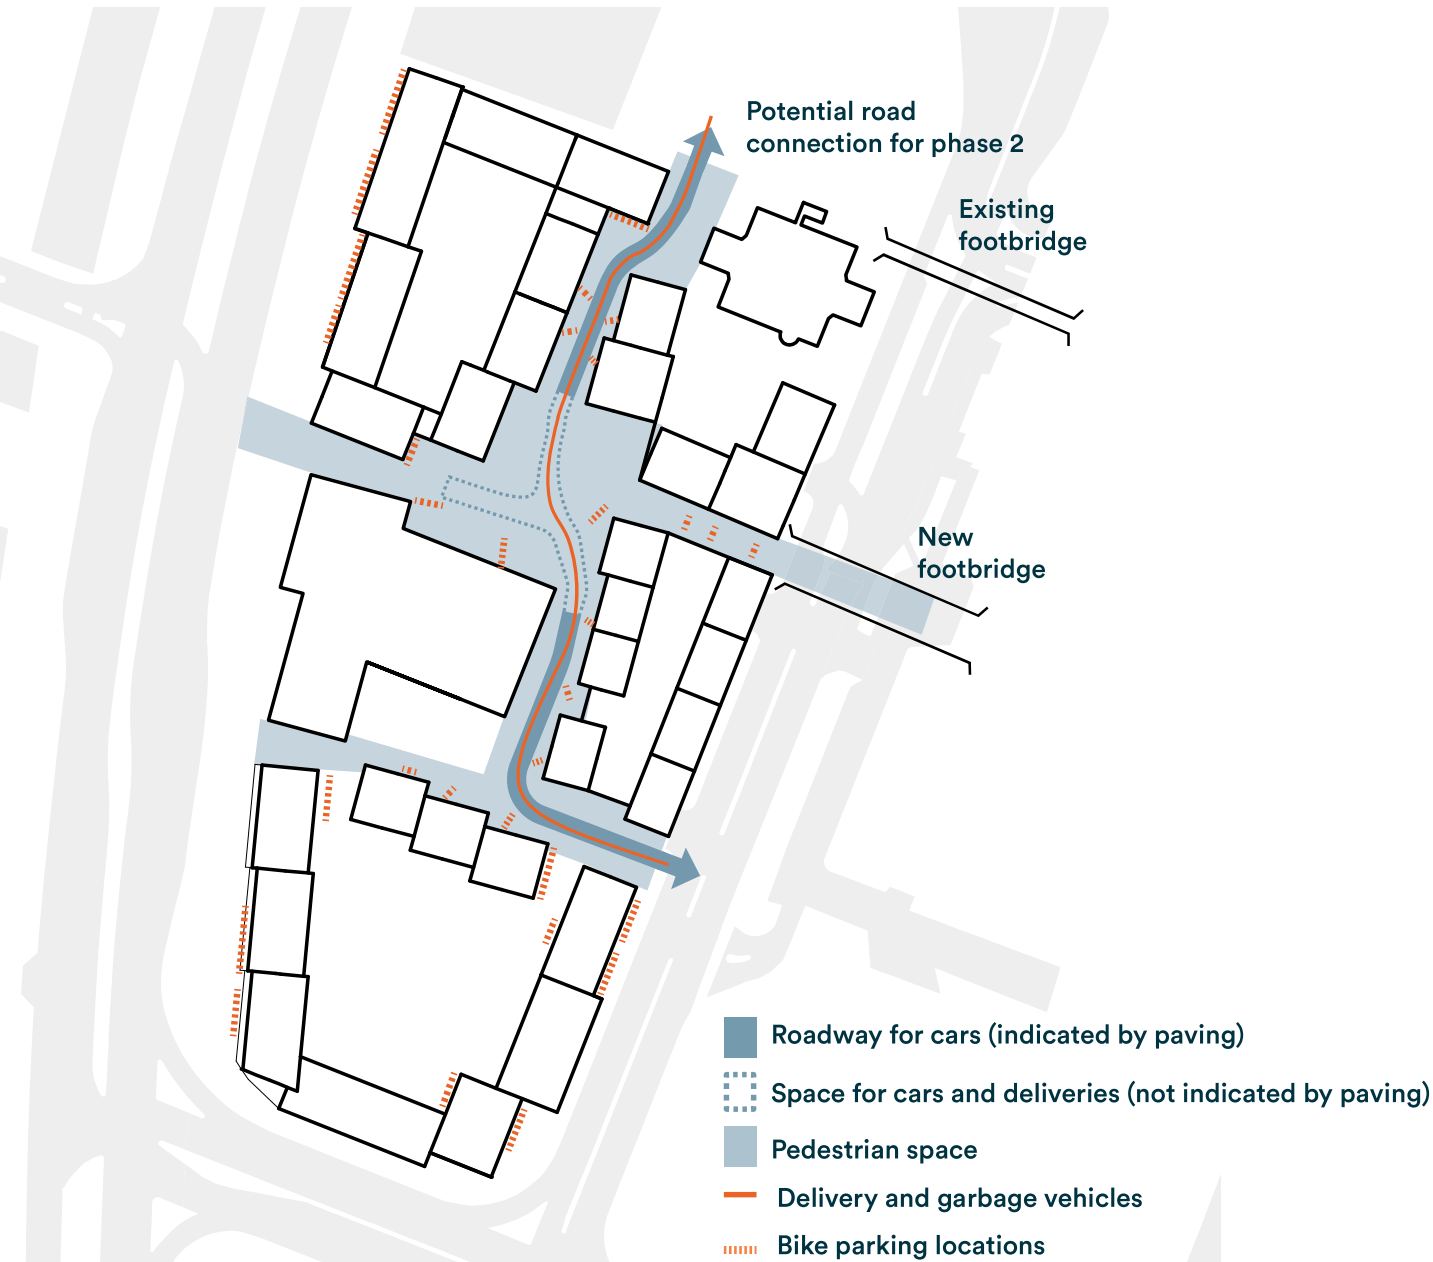 Potential road
connection for phase 2
Existing
footbridge
New
footbridge
Roadway for cars (indicated by paving)
Space for cars and deliveries (not indicated by paving)
Pedestrian space
Delivery and garbage vehicles
Bike parking locations